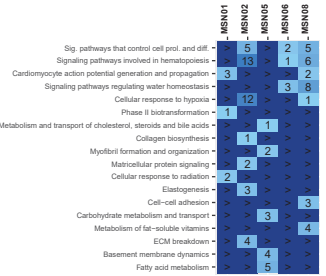 MSN01 MSN02 MSN05 MSN06 MSN08
Sig. pathways that control cell prol. and diff. > 5 > 2 5
Signaling pathways involved in hematopoiesis > 13 > 1 6
Cardiomyocyte action potential generation and propagation 3 > > > 2
Signaling pathways regulating water homeostasis > > > 3 8
Cellular response to hypoxia > 12 > > 1
Phase II biotransformation 1 > > > >
Metabolism and transport of cholesterol, steroids and bile acids > > 1 > >
Collagen biosynthesis > 1 > > >
Myofibril formation and organization > > 2 > >
Matricellular protein signaling > 2 > > >
Cellular response to radiation 2 > > > >
Elastogenesis > 3 > > >
Cell-cell adhesion > > > > 3
Carbohydrate metabolism and transport > > 3 > >
Metabolism of fat-soluble vitamins > > > > 4
ECM breakdown > 4 > > >
Basement membrane dynamics > > 4 > >
Fatty acid metabolism > > 5 > >